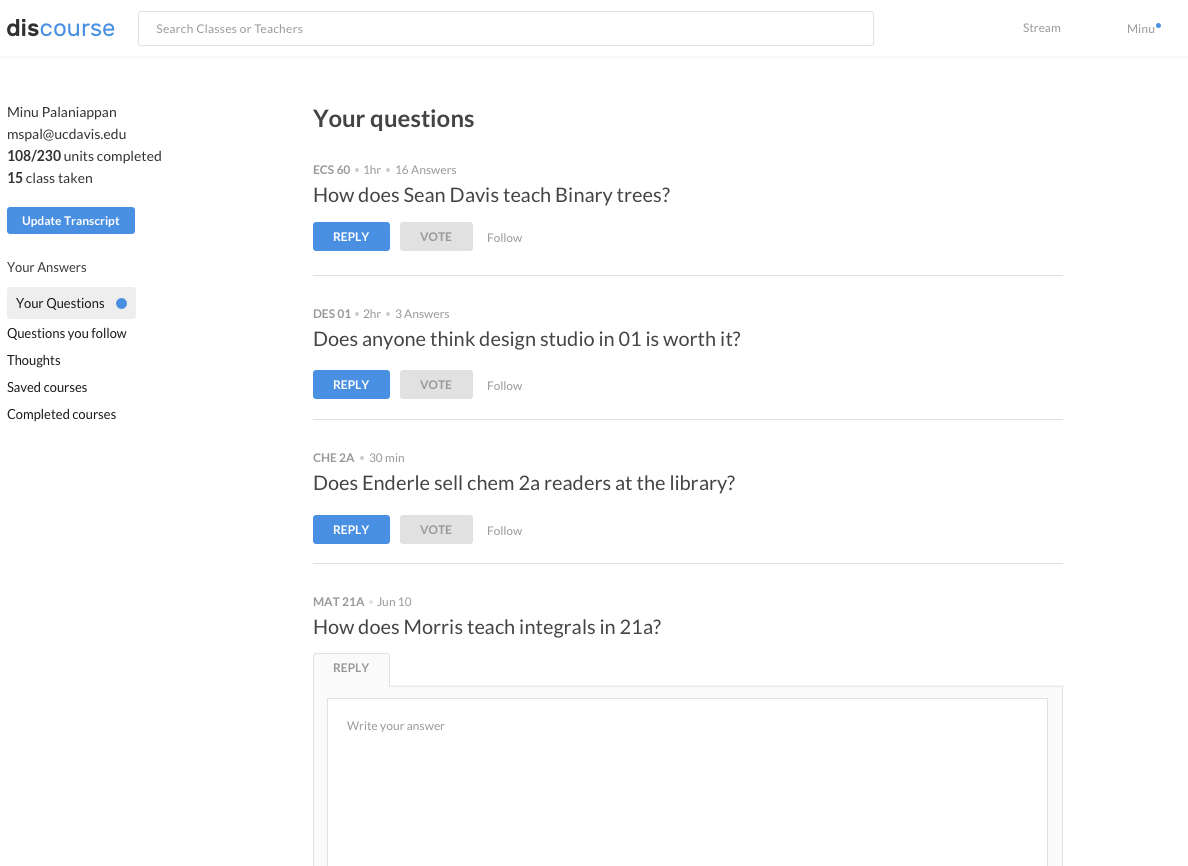 discourse
Search Classes or Teachers
Stream
Minu
Minu Palaniappan
mspal@ucdavis.edu
108/230 units completed
15 class taken
Update Transcript
Your Answers
Your Questions
Questions you follow
Thoughts
Saved courses
Completed courses
Your questions
ECS 60 • 1hr • 16 Answers
How does Sean Davis teach Binary trees?
REPLY VOTE Follow
DES 01 • 2hr • 3 Answers
Does anyone think design studio in 01 is worth it?
REPLY VOTE Follow
CHE 2A • 30 min
Does Enderle sell chem 2a readers at the library?
REPLY VOTE Follow
MAT 21A • Jun 10
How does Morris teach integrals in 21a?
REPLY
Write your answer